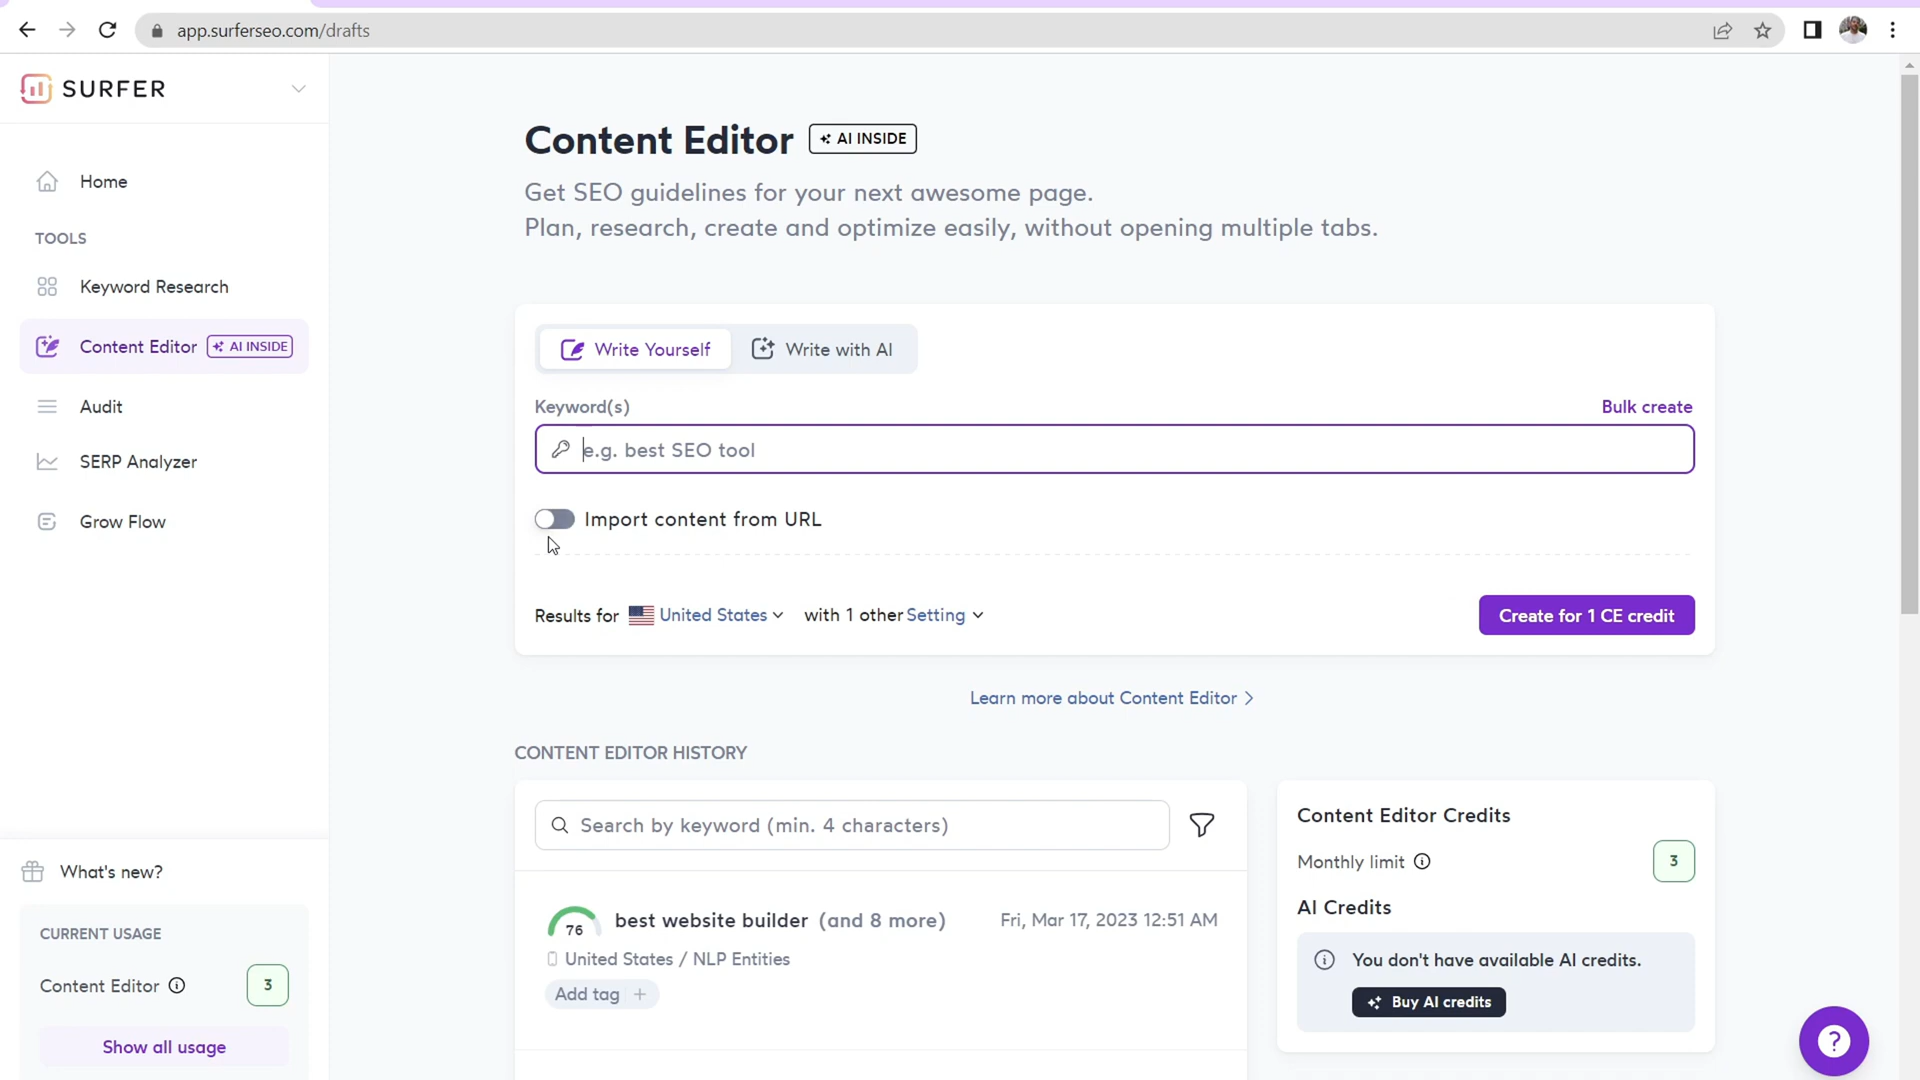 app.surferseo.com/drafts
SURFER
Home
TOOLS
Keyword Research
Content Editor AI INSIDE
Audit
SERP Analyzer
Grow Flow
What's new?
CURRENT USAGE
Content Editor 3
Show all usage
Content Editor AI INSIDE
Get SEO guidelines for your next awesome page.
Plan, research, create and optimize easily, without opening multiple tabs.
Write Yourself Write with AI
Keyword(s) Bulk create
e.g. best SEO tool
Import content from URL
Results for United States with 1 other Setting Create for 1 CE credit
Learn more about Content Editor
CONTENT EDITOR HISTORY
Search by keyword (min. 4 characters)
76 best website builder (and 8 more) Fri, Mar 17, 2023 12:51 AM
United States / NLP Entities
Add tag +
Content Editor Credits
Monthly limit 3
AI Credits
You don't have available AI credits.
Buy AI credits
?